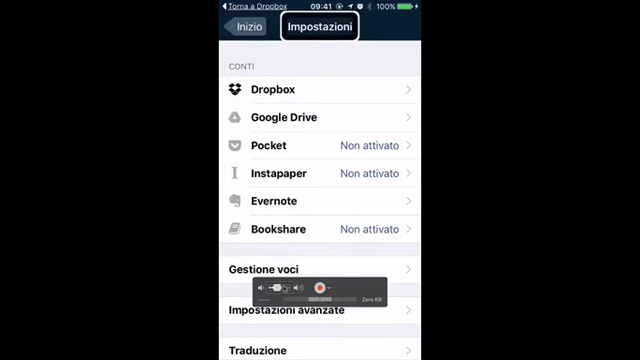 Torna a Dropbox 09:41 100%
Inizio
Impostazioni
CONTI
Dropbox
Google Drive
Pocket Non attivato
Instapaper Non attivato
Evernote
Bookshare Non attivato
Gestione voci
Zero KB
Impostazioni avanzate
Traduzione